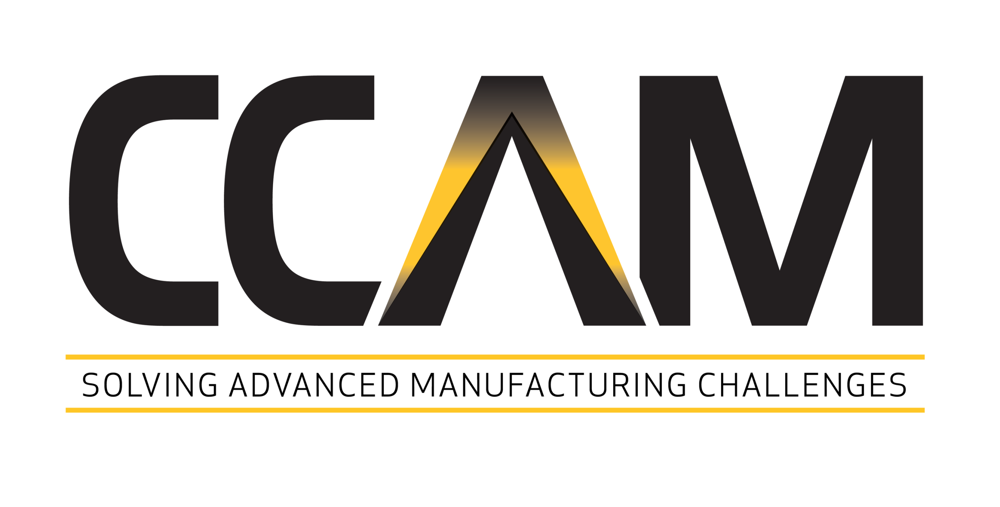 CCAM
SOLVING ADVANCED MANUFACTURING CHALLENGES